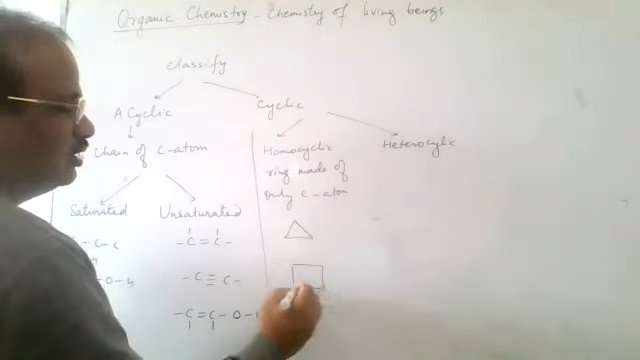 Organic Chemistry - Chemistry of living beings
Classify
A Cyclic
Cyclic
Chain of C-atom
Homocyclic
ring made of
only C-atom
Heterocylic
Saturated
Unsaturated
- C - C
- C = C -
- C ≡ C -
- O - H
- C = C - O -